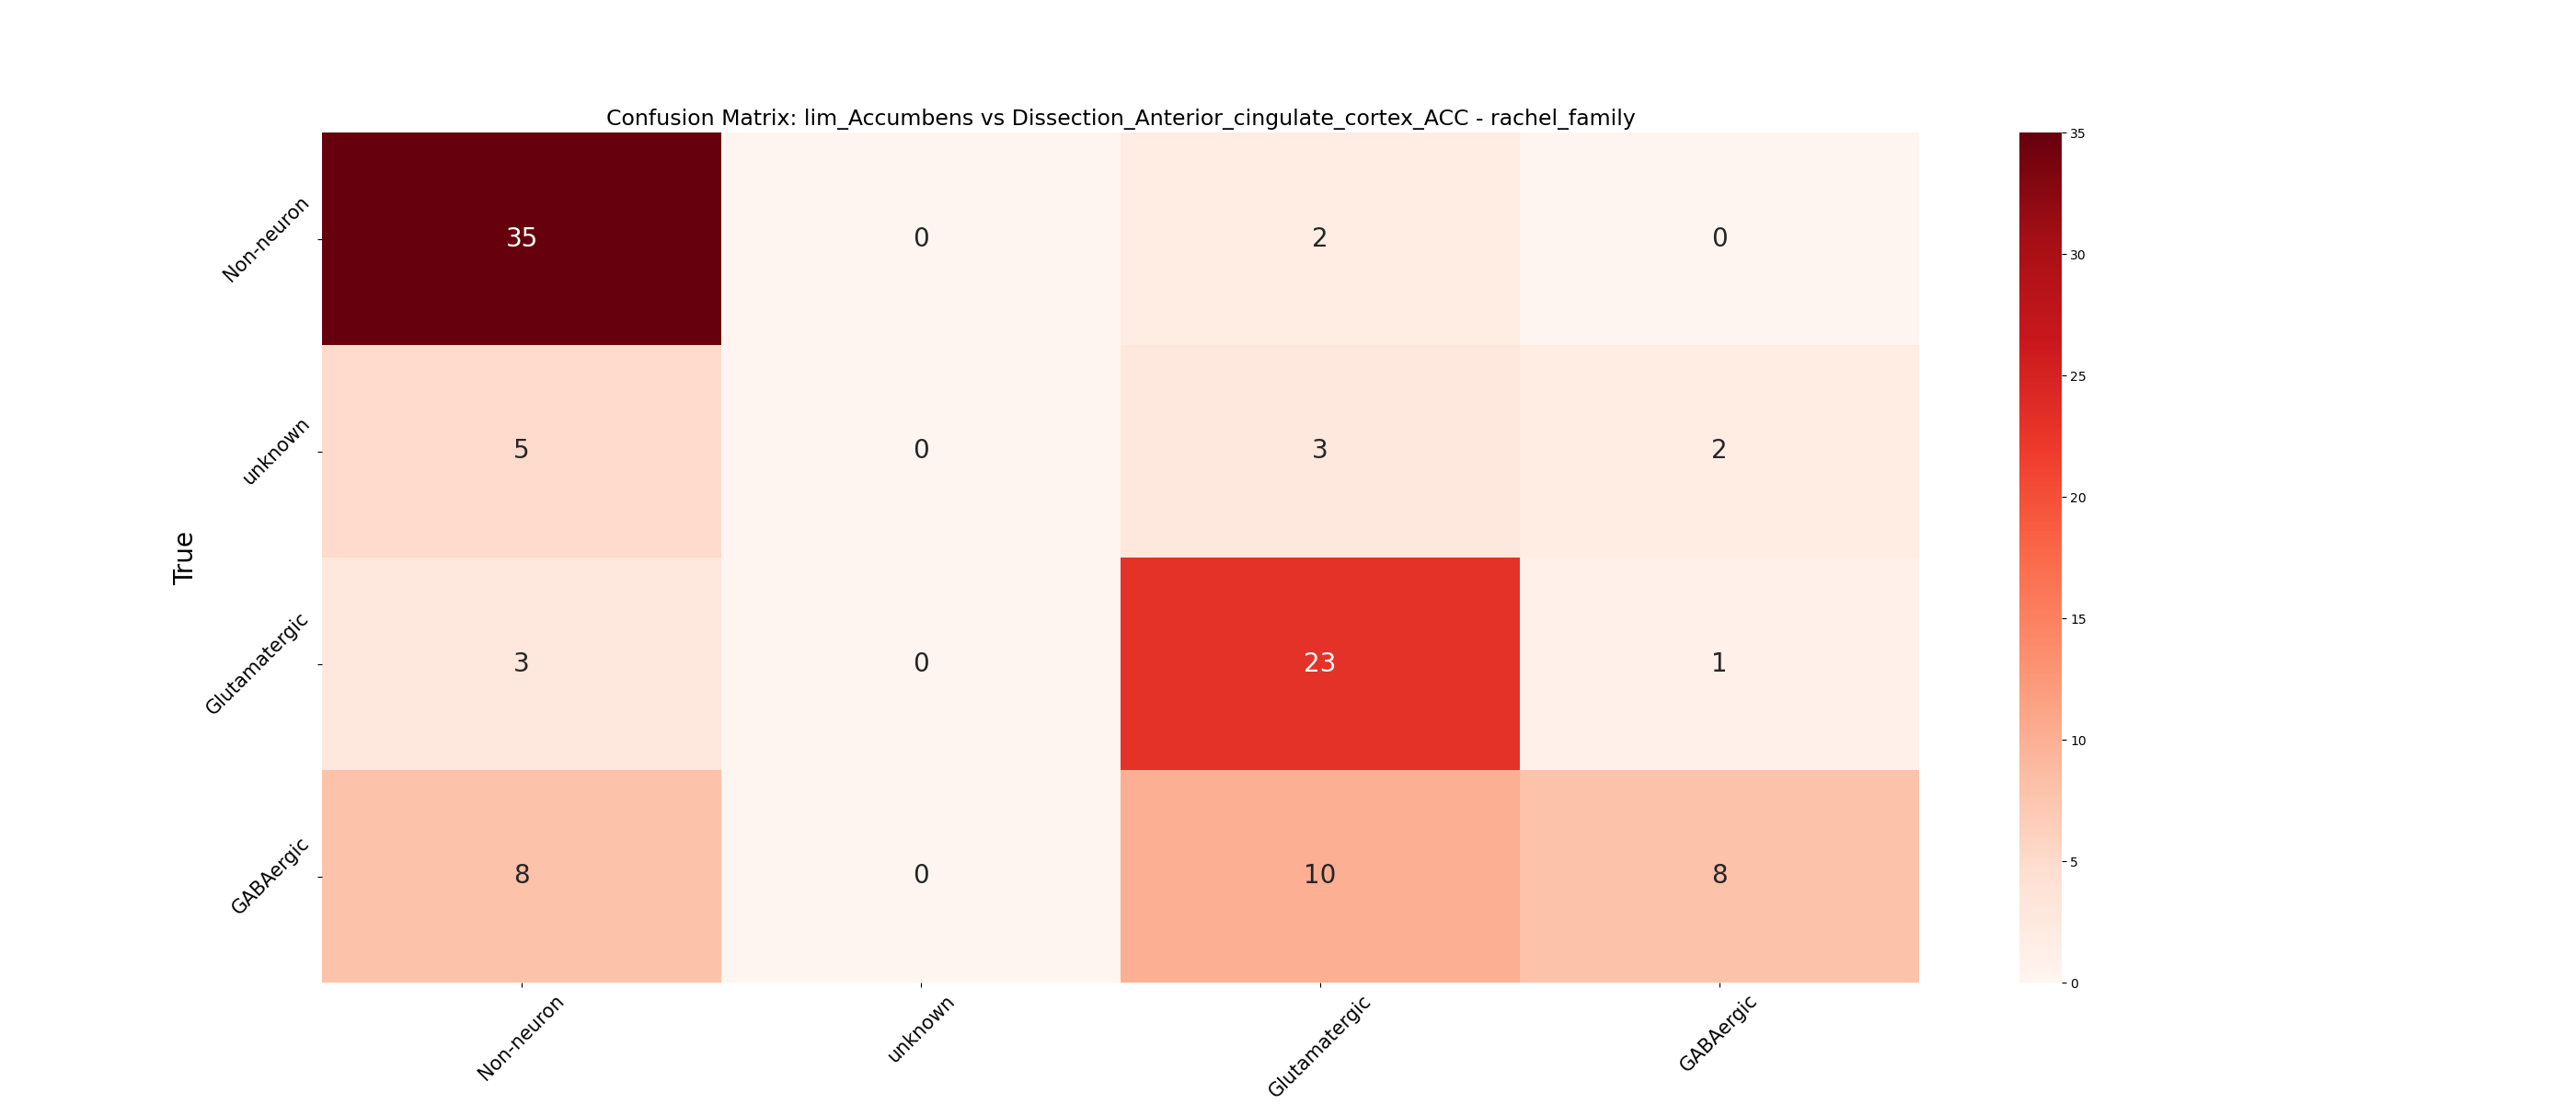 Confusion Matrix: lim_Accumbens vs Dissection_Anterior_cingulate_cortex_ACC - rachel_family
True
Non-neuron
35 0 2 0
unknown
5 0 3 2
Glutamatergic
3 0 23 1
GABAergic
8 0 10 8
Non-neuron unknown Glutamatergic GABAergic
35
30
25
20
15
10
5
0